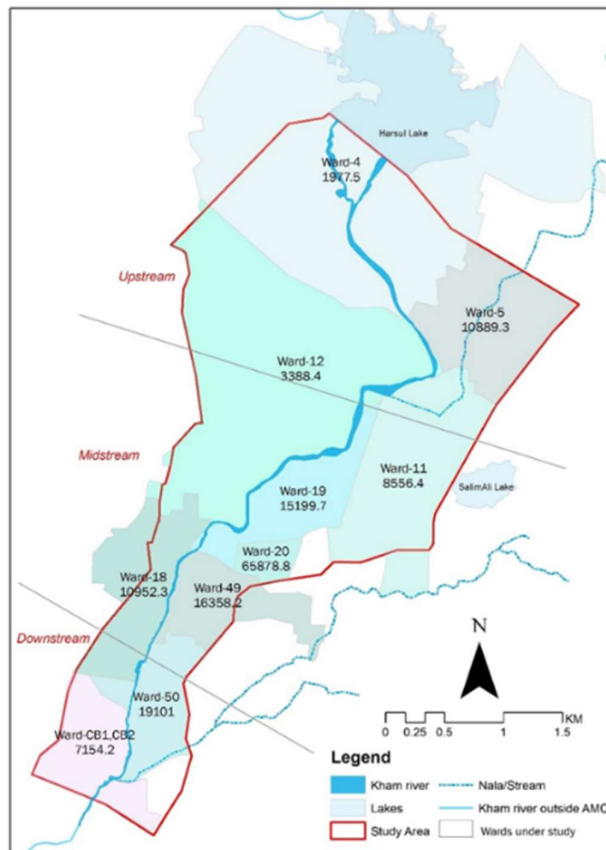 Harsul Lake
Ward-4
1977.5
Upstream
Ward-5
10889.3
Ward-12
3388.4
Midstream
Ward-11
8556.4
Ward-19
15199.7
SalimAli Lake
Ward-20
65878.8
Ward-18
10952.3
Ward-49
16358.2
Downstream
Ward-50
19101
Ward-CB1,CB2
7154.2
N
0 0.25 0.5 1 1.5
KM
Legend
Kham river
Nala/Stream
Lakes
Kham river outside AMC
Study Area
Wards under study